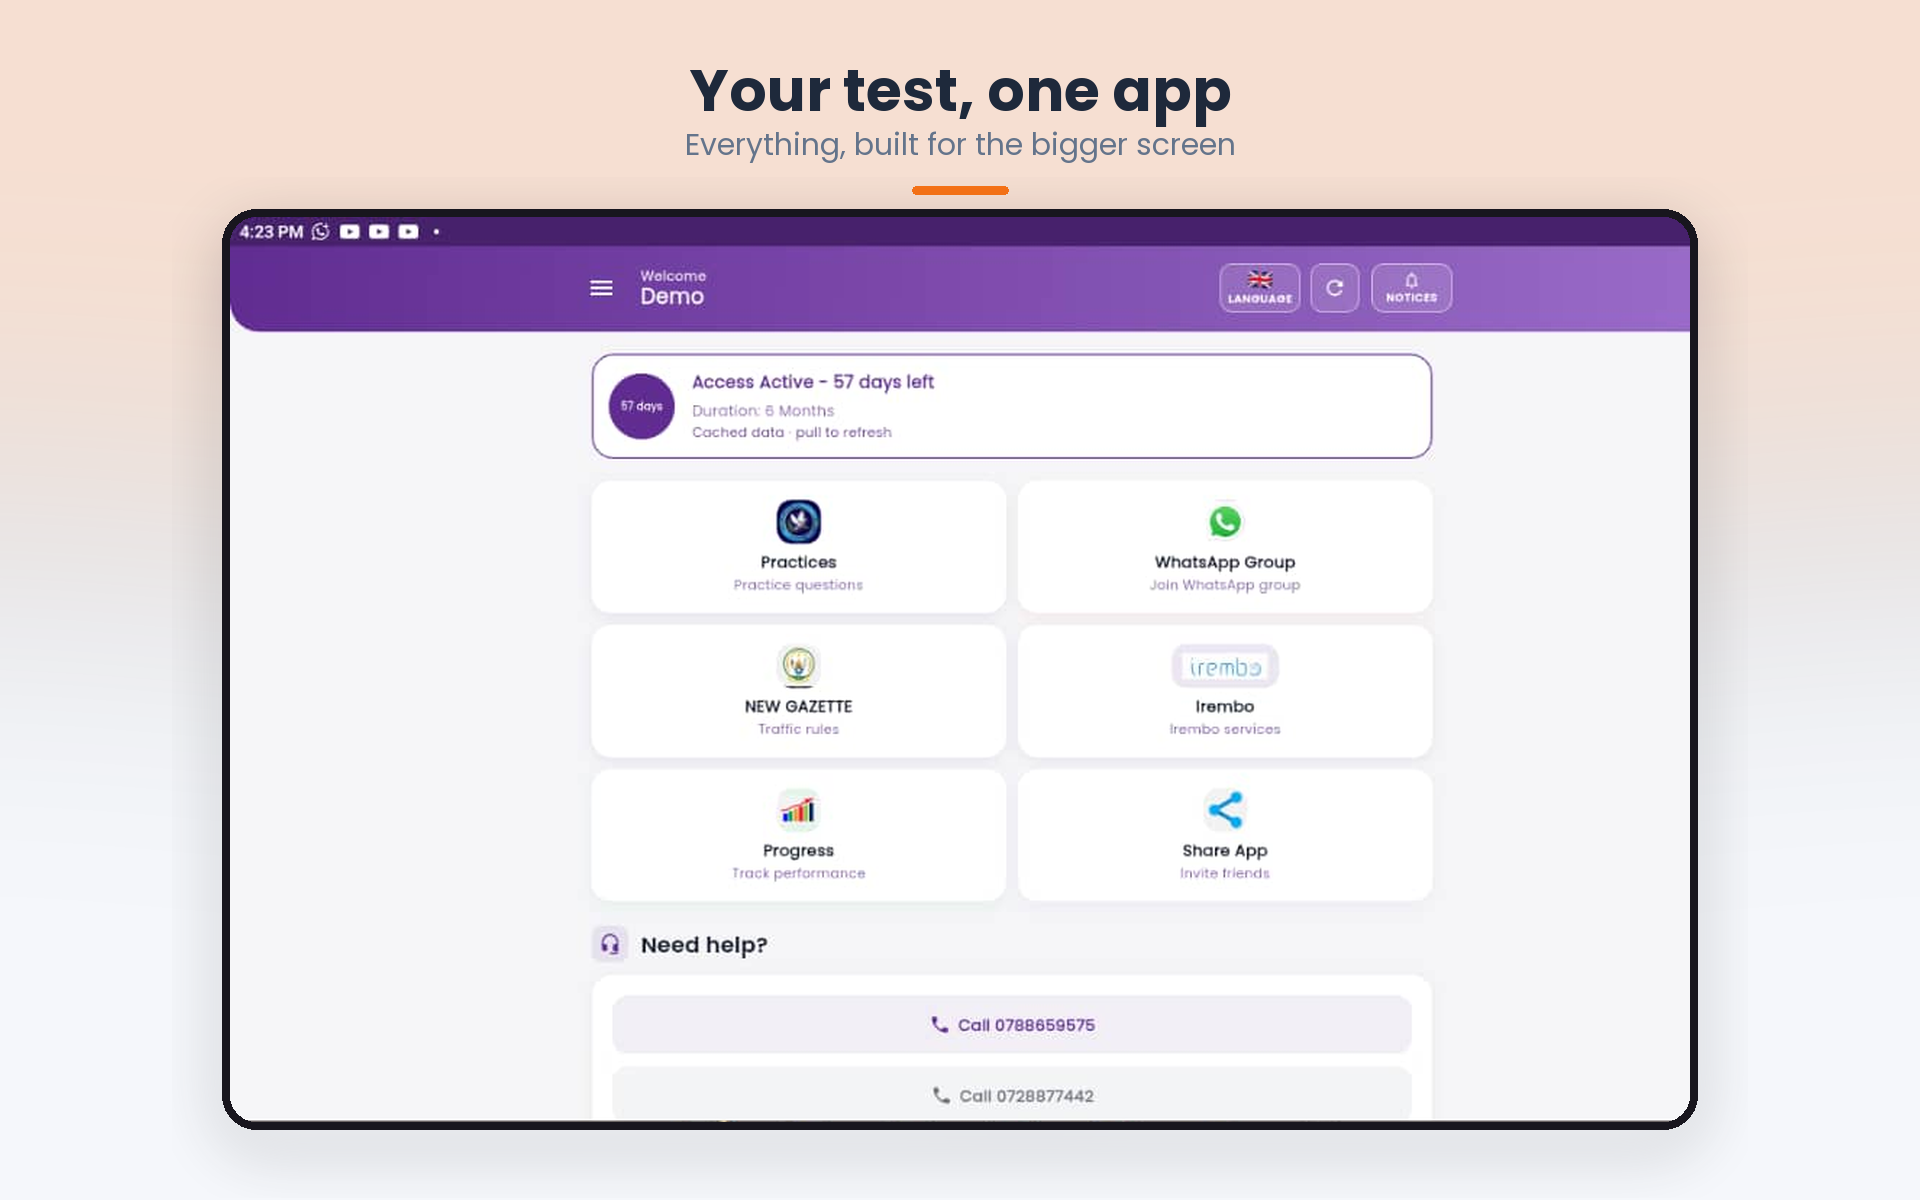 Your test, one app
Everything, built for the bigger screen
4:23 PM
Welcome
Demo
LANGUAGE
NOTICES
57 days
Access Active - 57 days left
Duration: 6 Months
Cached data · pull to refresh
Practices
Practice questions
WhatsApp Group
Join WhatsApp group
NEW GAZETTE
Traffic rules
irembo
Irembo
Irembo services
Progress
Track performance
Share App
Invite friends
Need help?
Call 0788659575
Call 0728877442